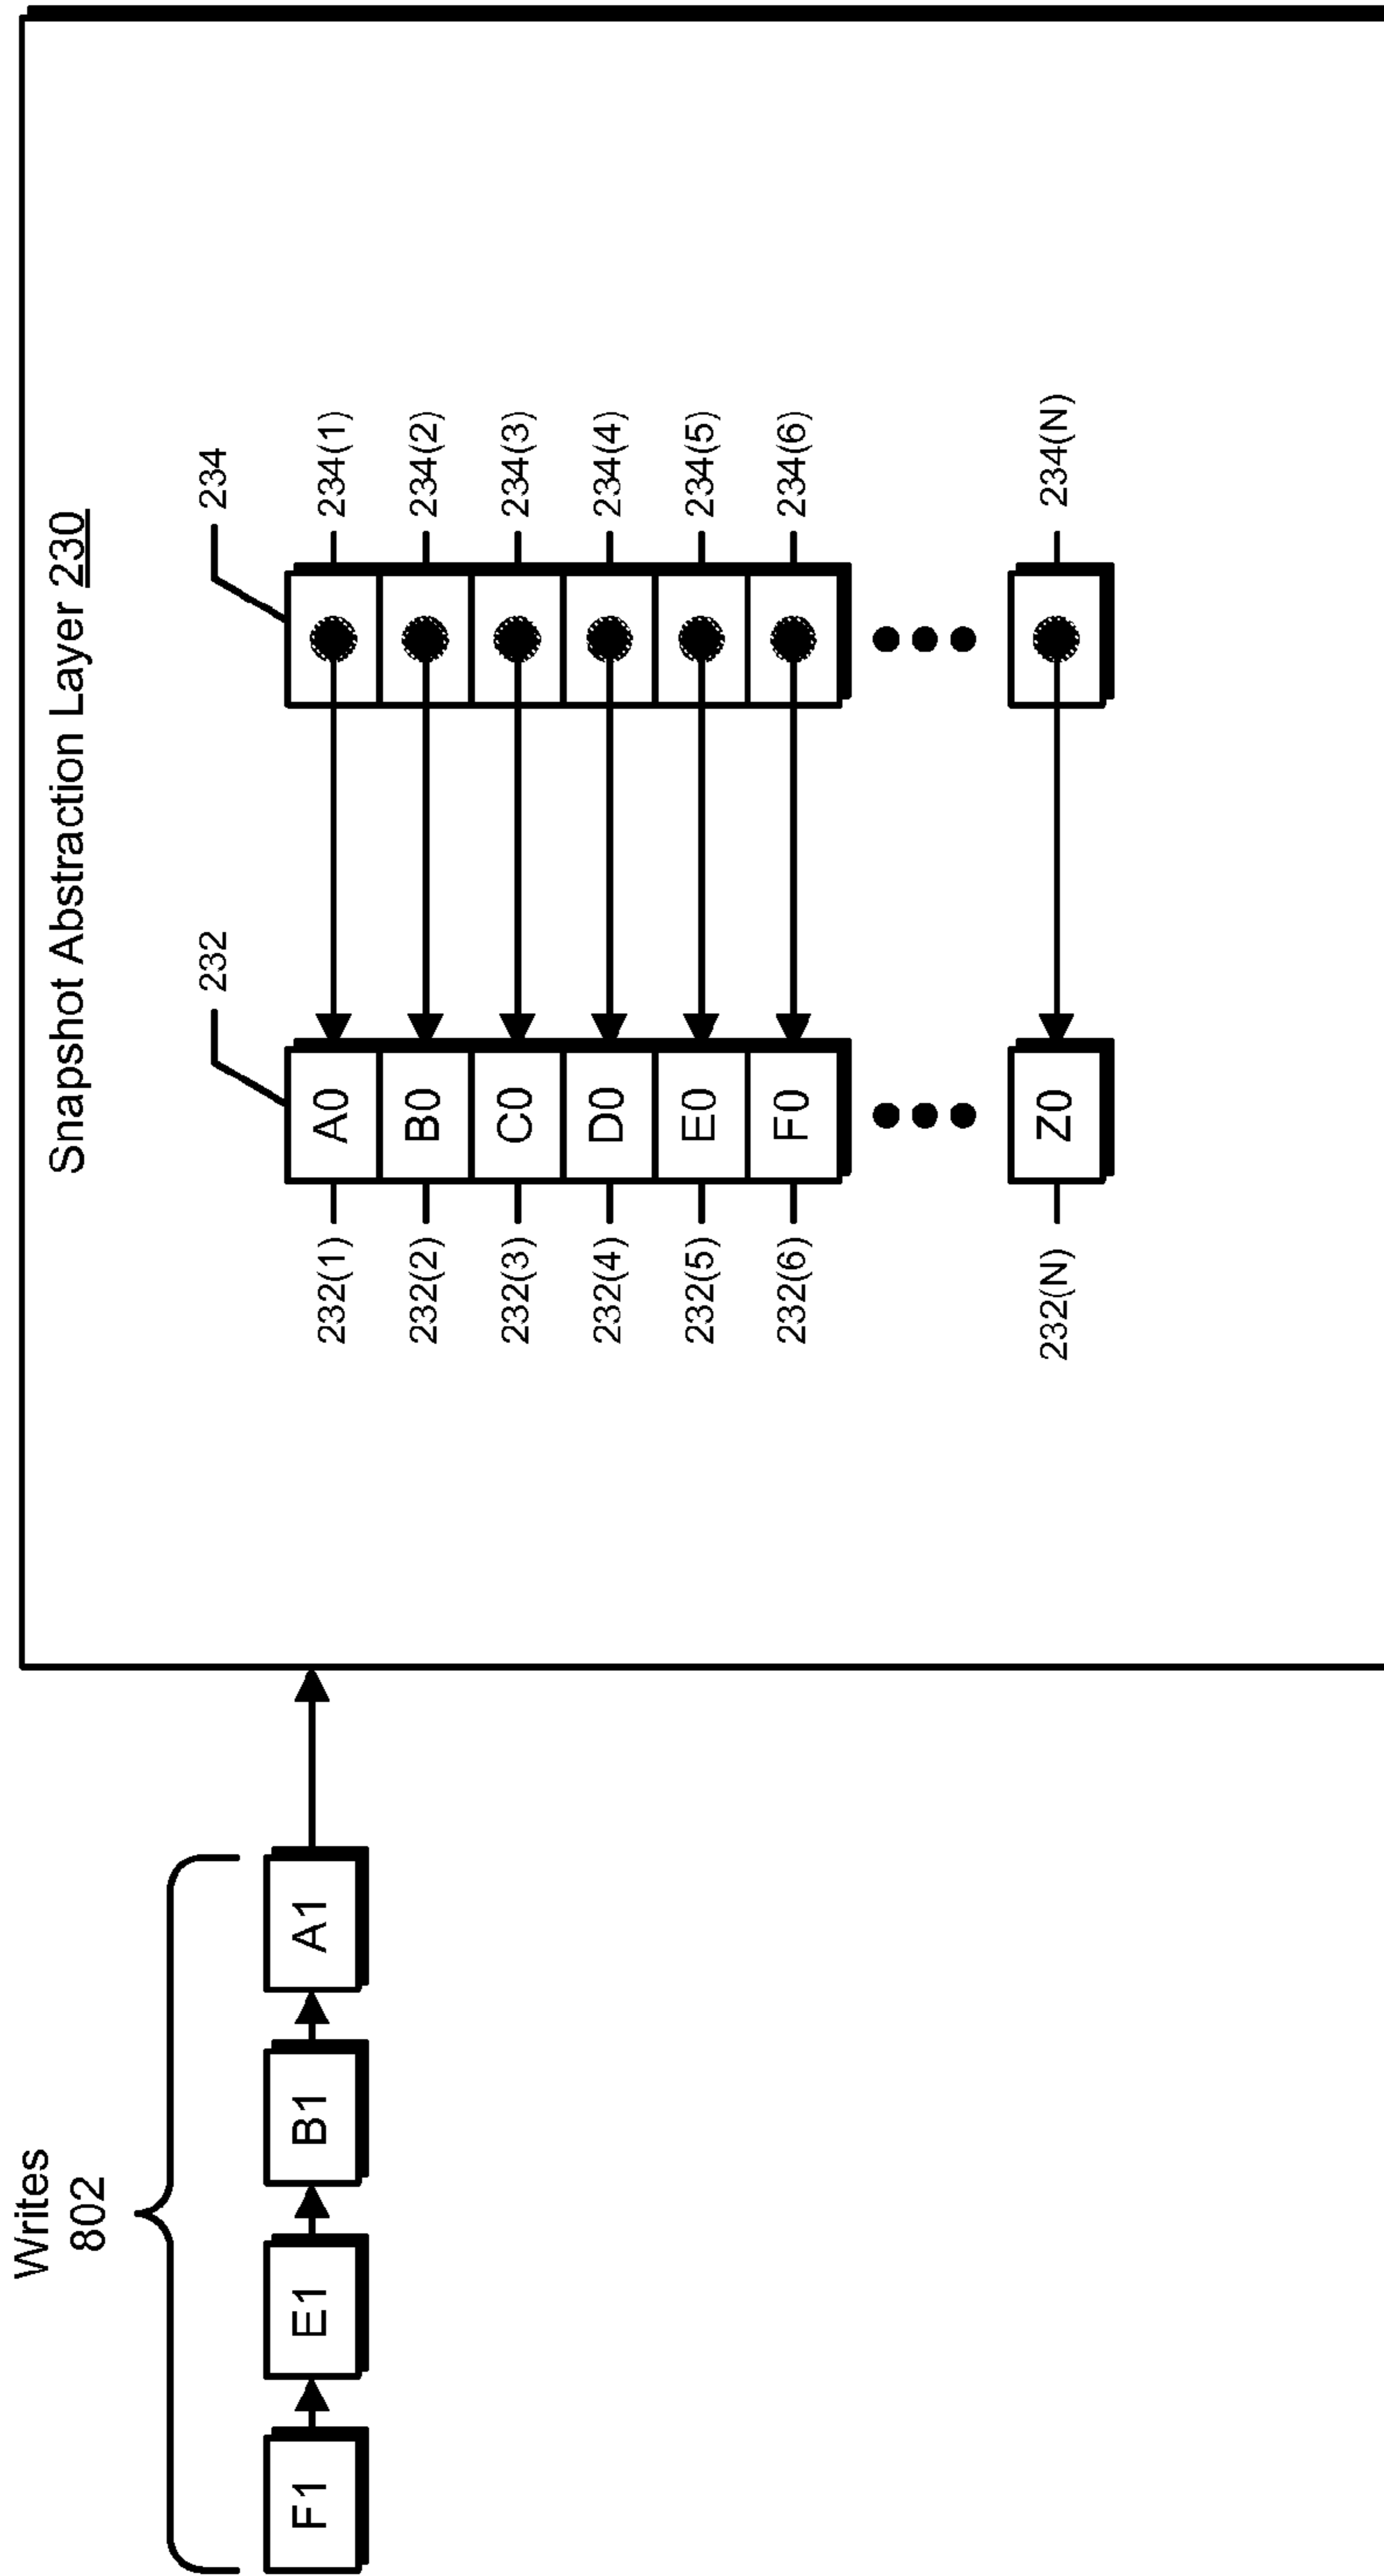 Writes
802
F1
E1
B1
A1
Snapshot Abstraction Layer 230
232
234
232(1)
A0
234(1)
232(2)
B0
234(2)
232(3)
C0
234(3)
232(4)
D0
234(4)
232(5)
E0
234(5)
232(6)
F0
234(6)
232(N)
Z0
234(N)